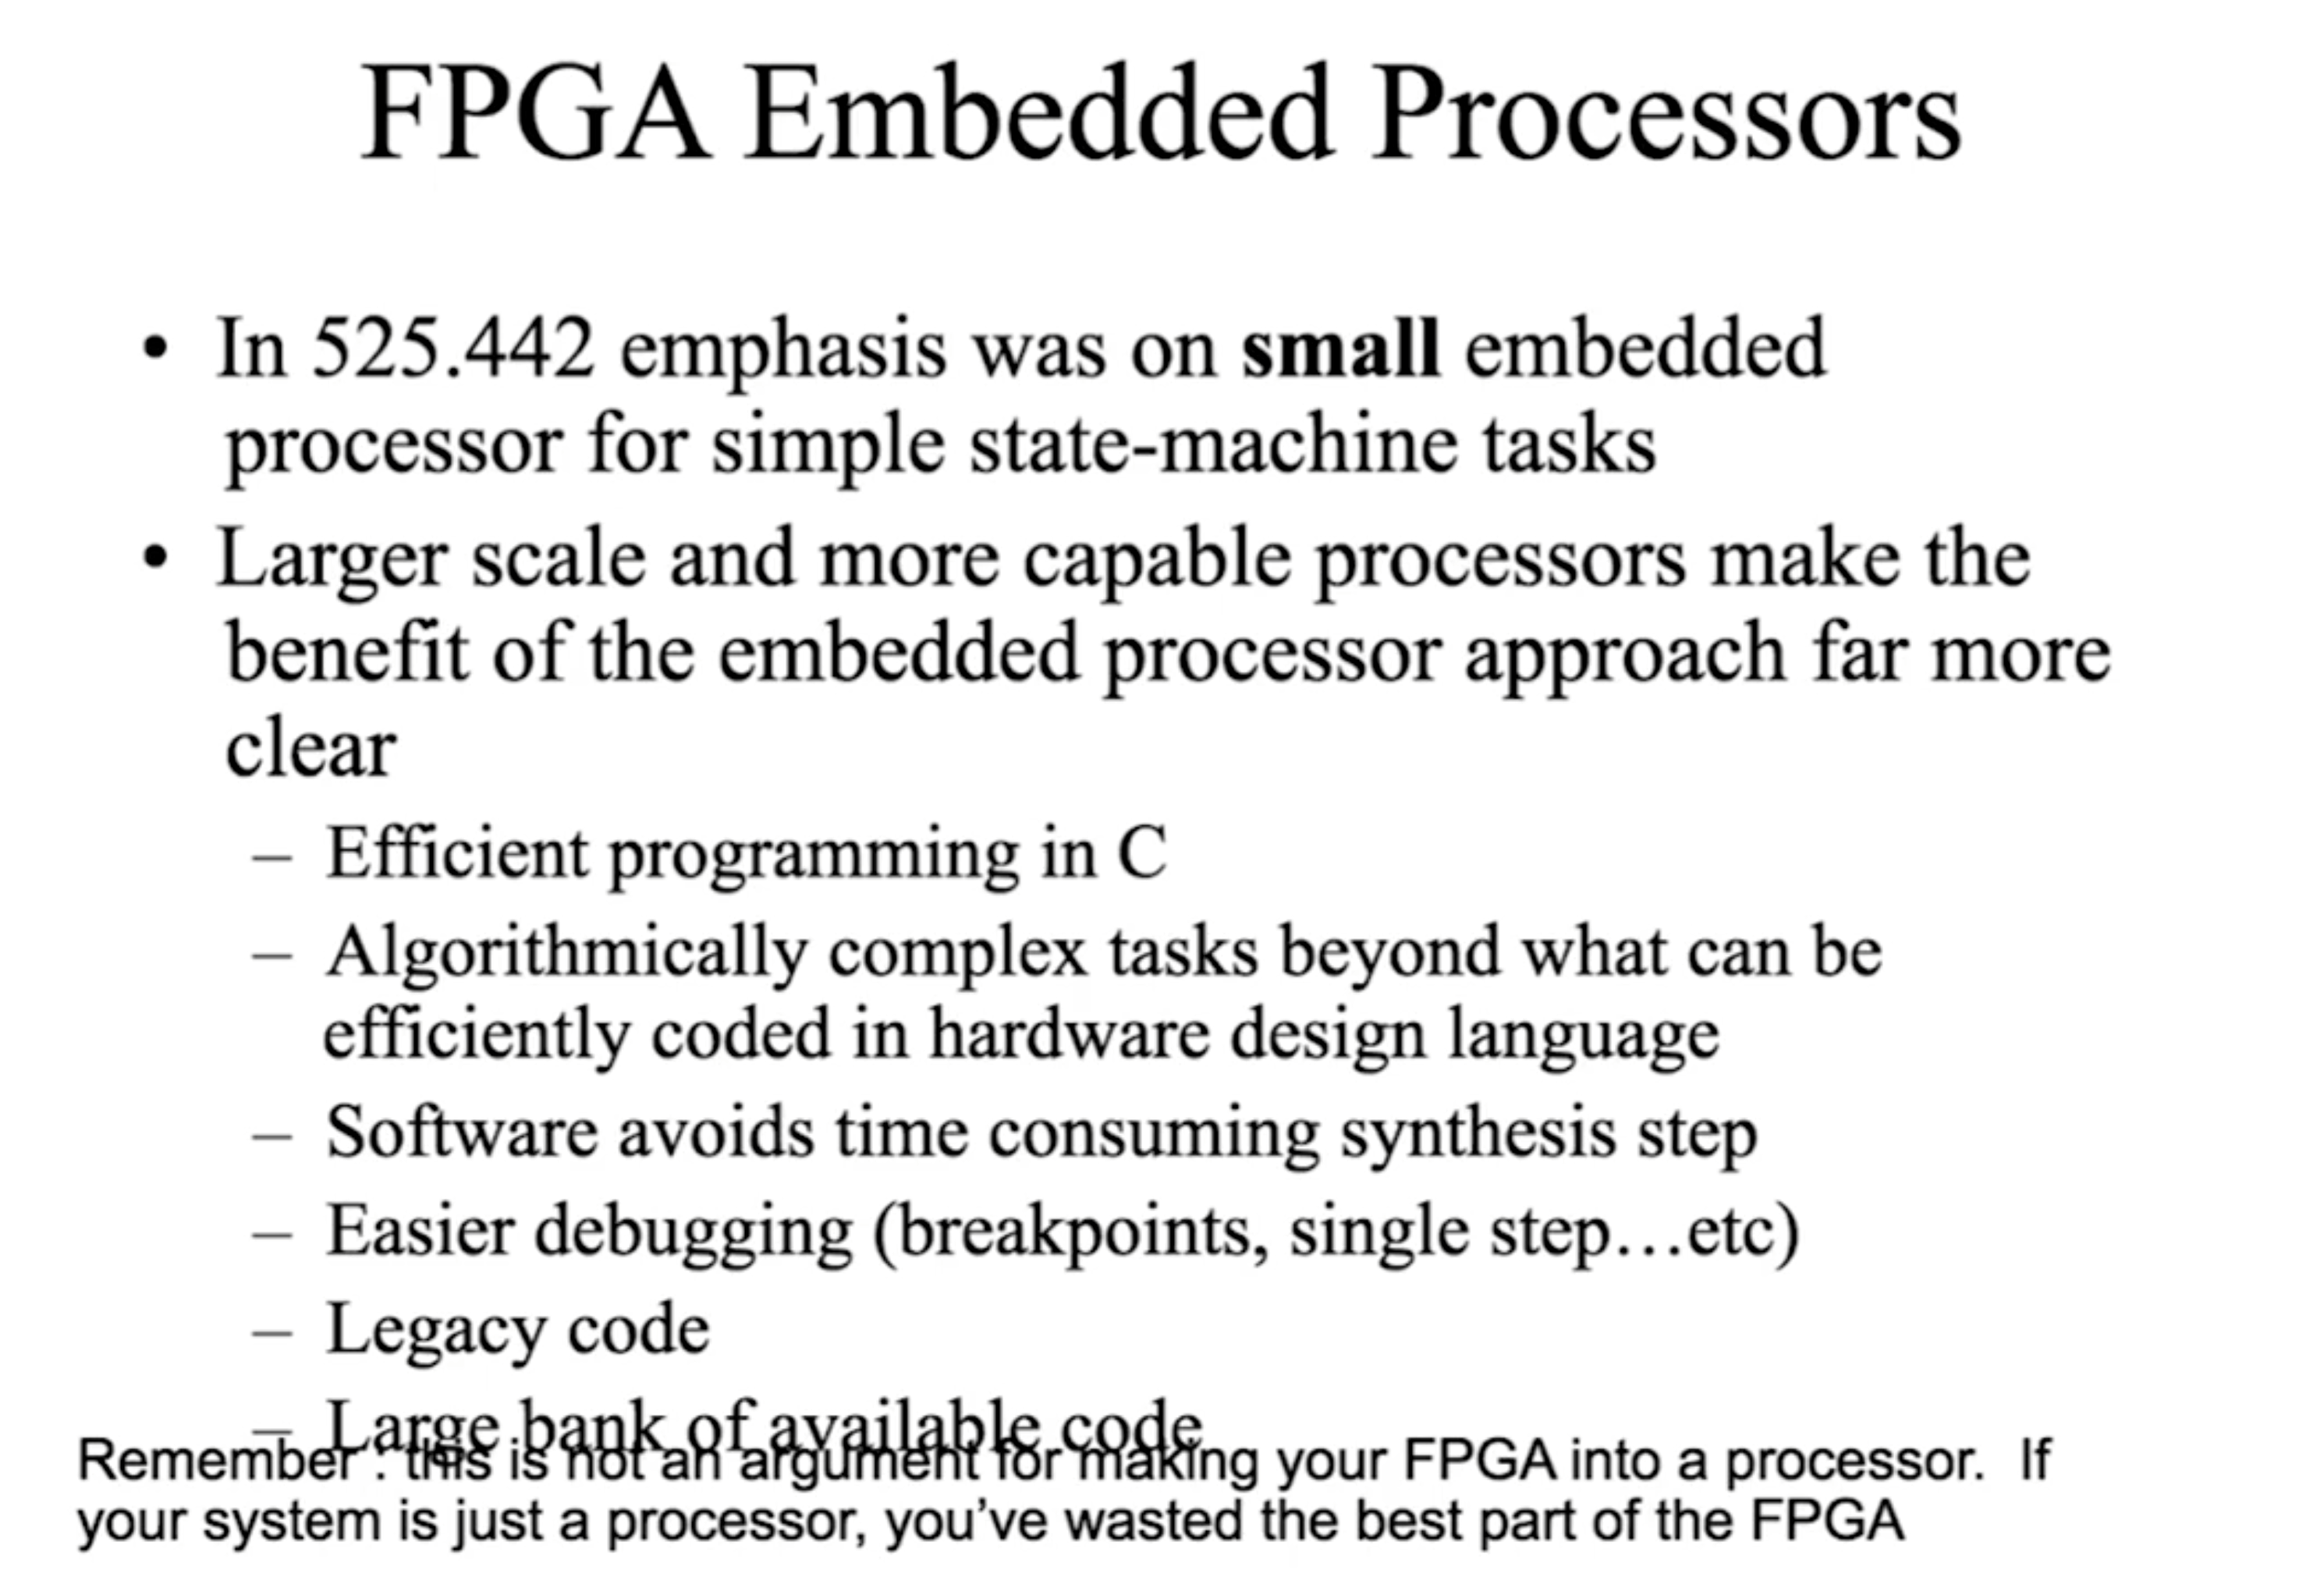 FPGA Embedded Processors
• In 525.442 emphasis was on small embedded
processor for simple state-machine tasks
• Larger scale and more capable processors make the
benefit of the embedded processor approach far more
clear
– Efficient programming in C
– Algorithmically complex tasks beyond what can be
efficiently coded in hardware design language
– Software avoids time consuming synthesis step
– Easier debugging (breakpoints, single step…etc)
– Legacy code
– Large bank of available code
Remember : this is not an argument for making your FPGA into a processor. If
your system is just a processor, you’ve wasted the best part of the FPGA